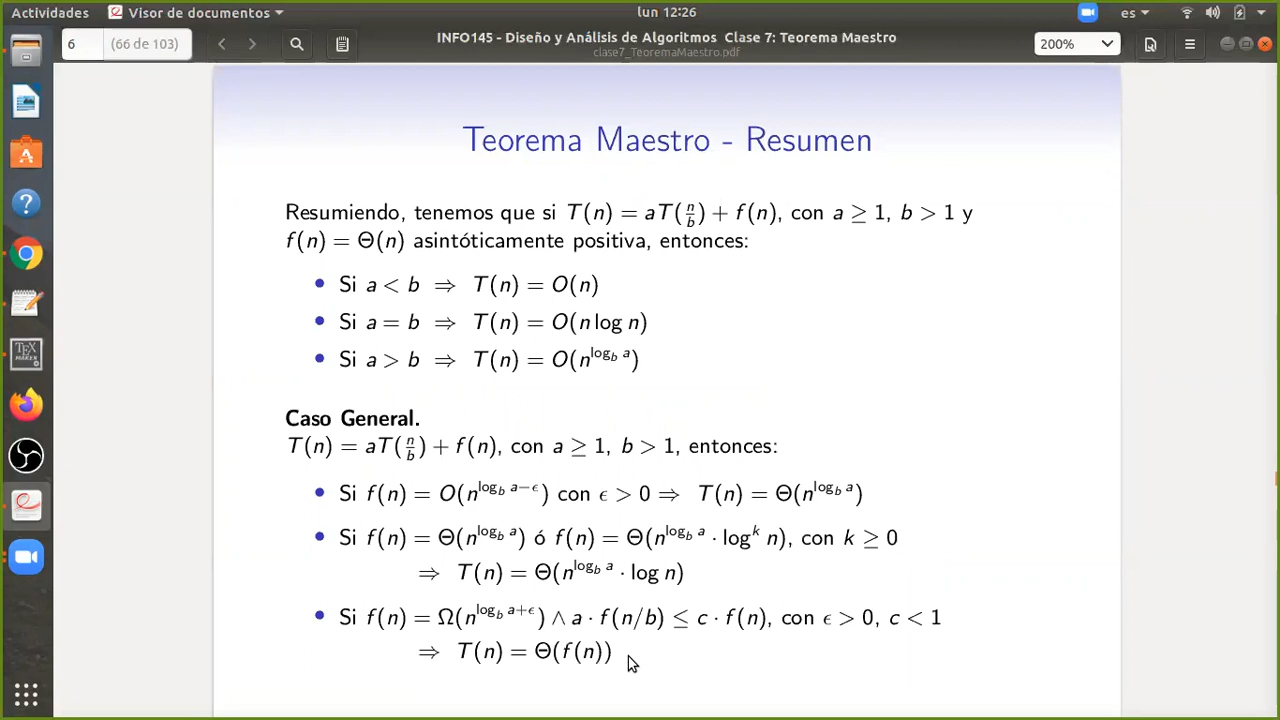 Actividades Visor de documentos lun 12:26 es
6 (66 de 103) INFO145 - Diseño y Análisis de Algoritmos Clase 7: Teorema Maestro 200%
clase7_TeoremaMaestro.pdf
Teorema Maestro - Resumen
Resumiendo, tenemos que si T(n) = aT(n/b) + f(n), con a ≥ 1, b > 1 y
f(n) = Θ(n) asintóticamente positiva, entonces:
• Si a < b ⇒ T(n) = O(n)
• Si a = b ⇒ T(n) = O(n log n)
• Si a > b ⇒ T(n) = O(n^{log_b a})
Caso General.
T(n) = aT(n/b) + f(n), con a ≥ 1, b > 1, entonces:
• Si f(n) = O(n^{log_b a−ϵ}) con ϵ > 0 ⇒ T(n) = Θ(n^{log_b a})
• Si f(n) = Θ(n^{log_b a}) ó f(n) = Θ(n^{log_b a} · log^k n), con k ≥ 0
⇒ T(n) = Θ(n^{log_b a} · log n)
• Si f(n) = Ω(n^{log_b a+ϵ}) ∧ a · f(n/b) ≤ c · f(n), con ϵ > 0, c < 1
⇒ T(n) = Θ(f(n))